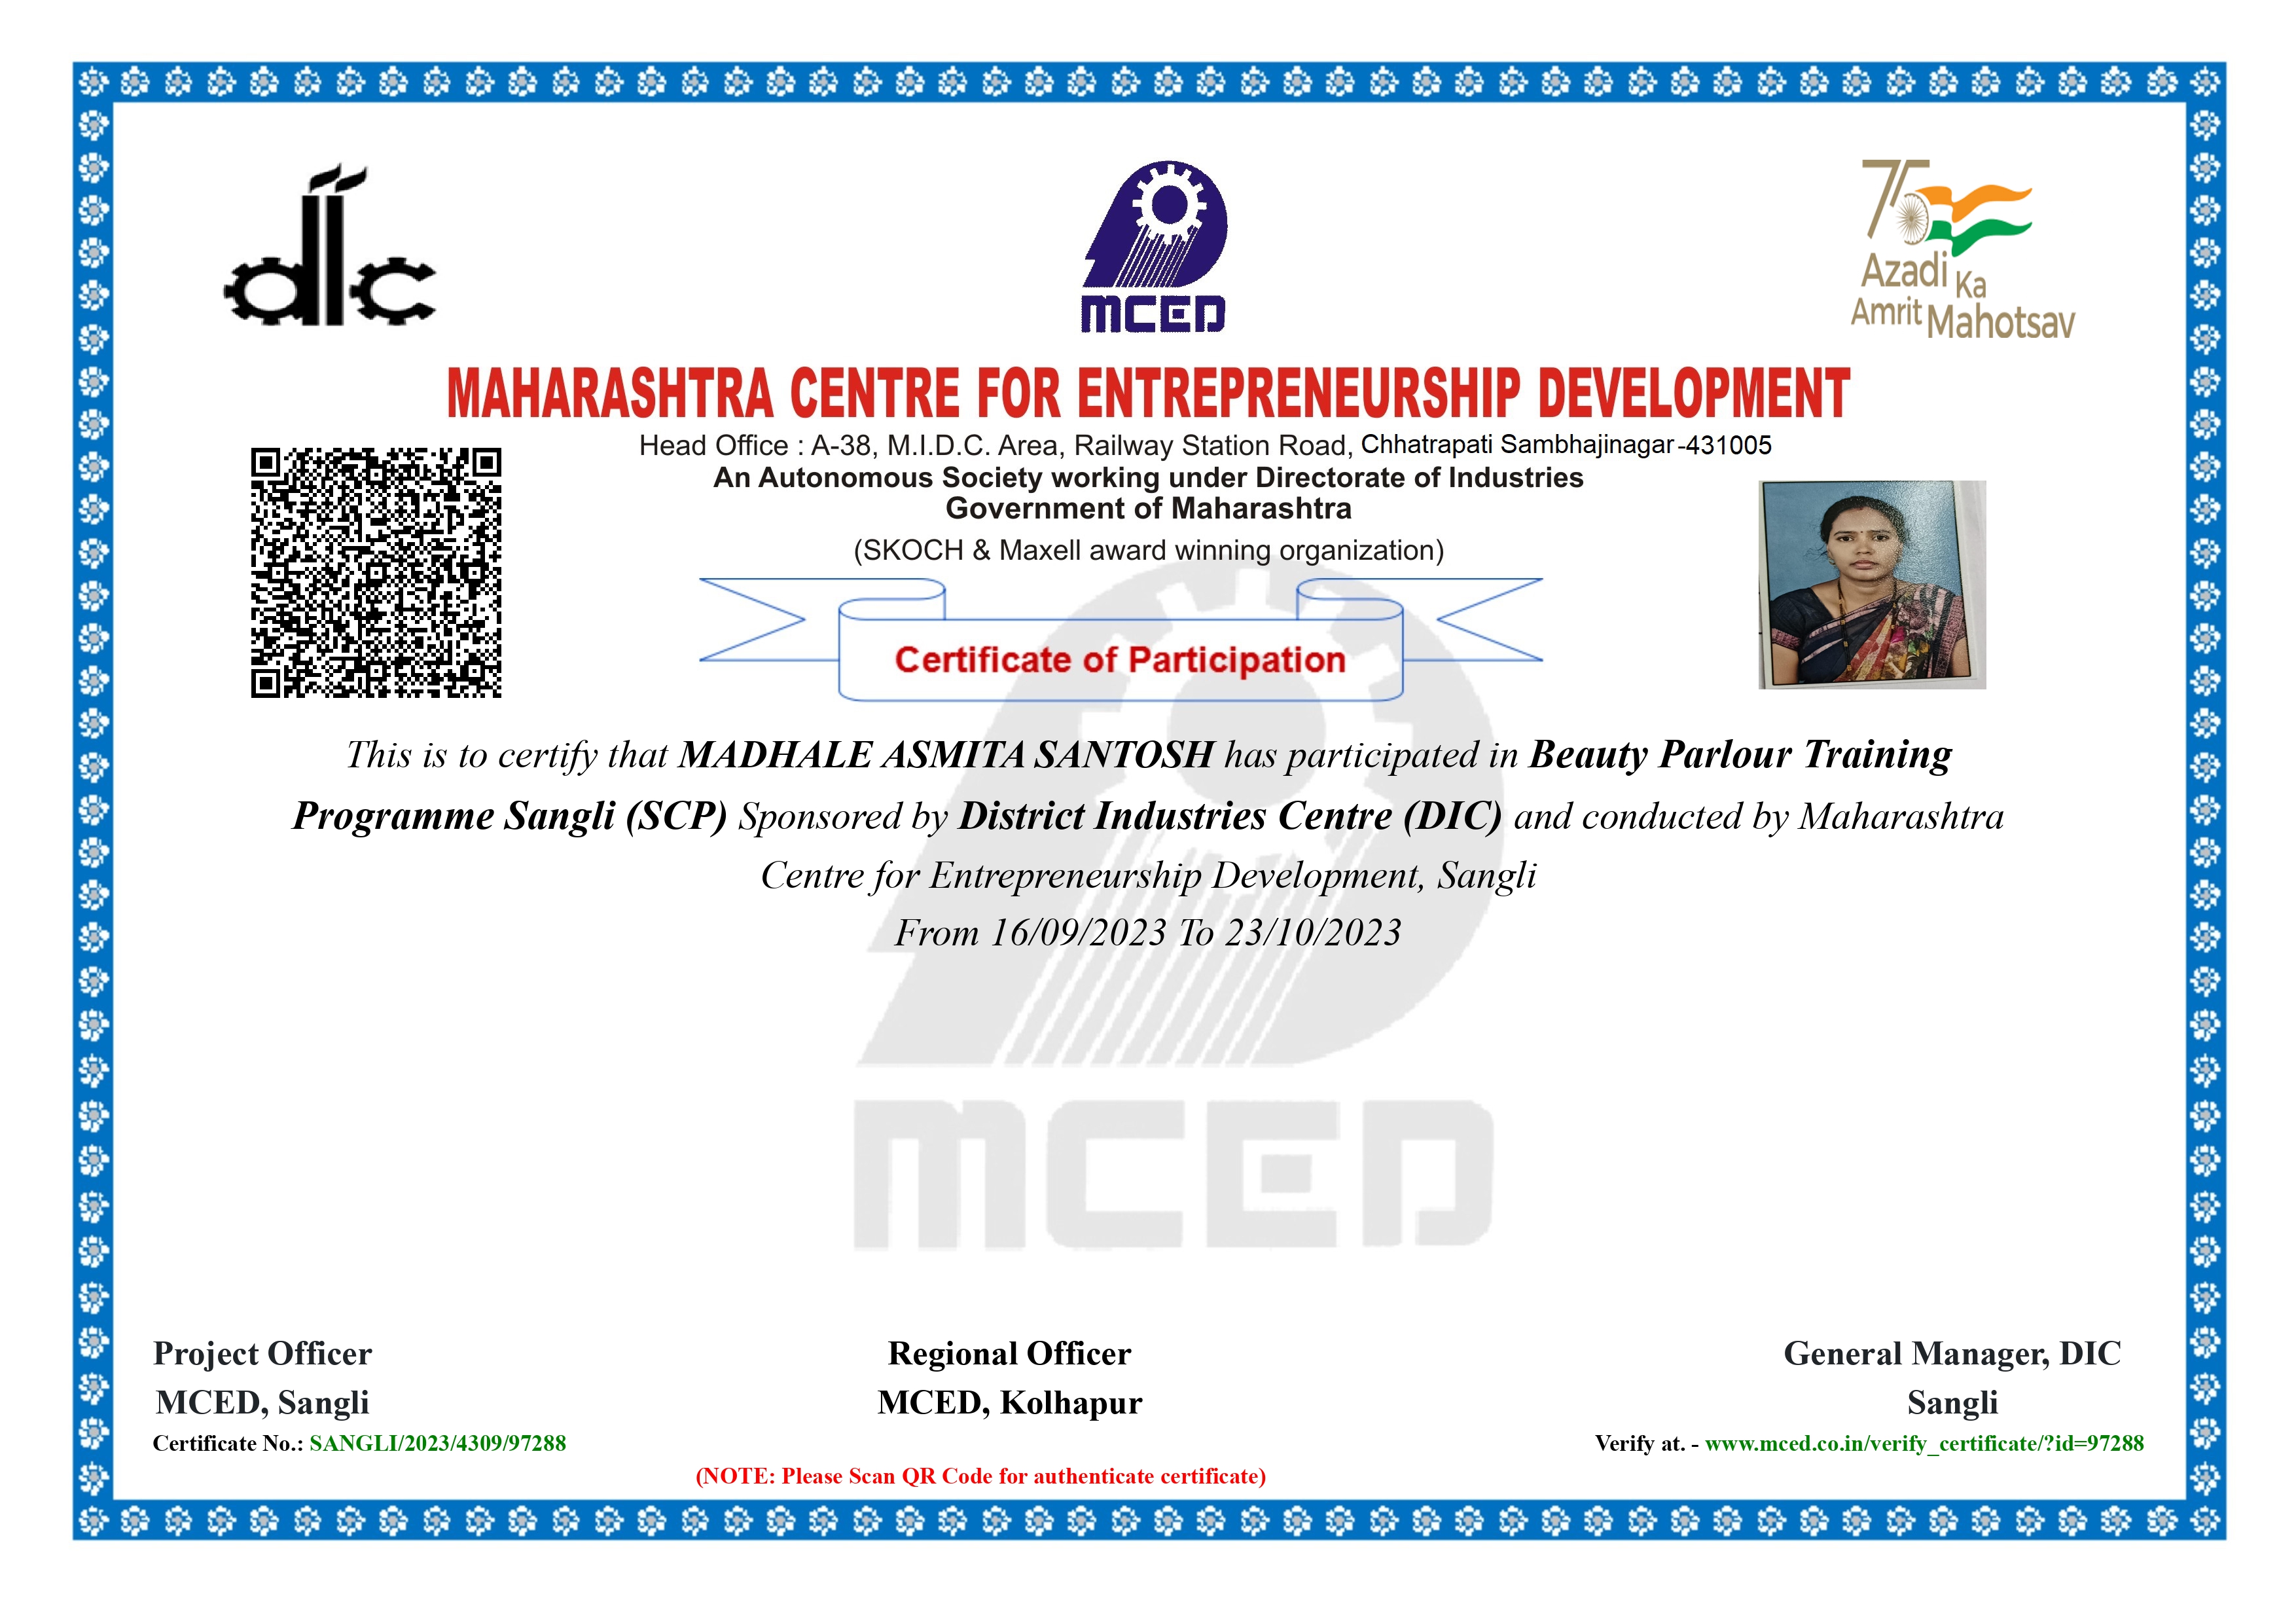 dic
MCED
75
Azadi Ka
Amrit Mahotsav
MAHARASHTRA CENTRE FOR ENTREPRENEURSHIP DEVELOPMENT
Head Office : A-38, M.I.D.C. Area, Railway Station Road, Chhatrapati Sambhajinagar-431005
An Autonomous Society working under Directorate of Industries
Government of Maharashtra
(SKOCH & Maxell award winning organization)
Certificate of Participation
This is to certify that MADHALE ASMITA SANTOSH has participated in Beauty Parlour Training
Programme Sangli (SCP) Sponsored by District Industries Centre (DIC) and conducted by Maharashtra
Centre for Entrepreneurship Development, Sangli
From 16/09/2023 To 23/10/2023
MCED
Project Officer
MCED, Sangli
Regional Officer
MCED, Kolhapur
General Manager, DIC
Sangli
Certificate No.: SANGLI/2023/4309/97288
Verify at. - www.mced.co.in/verify_certificate/?id=97288
(NOTE: Please Scan QR Code for authenticate certificate)